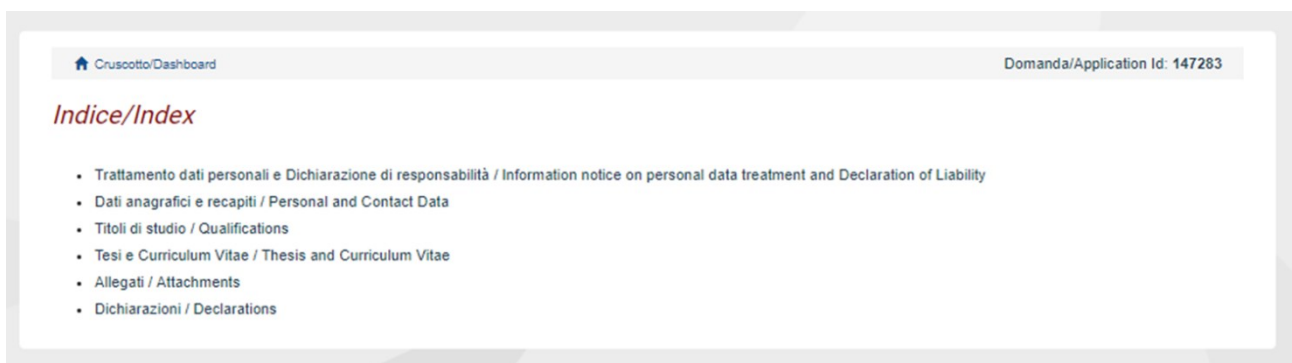 Cruscotto/Dashboard
Domanda/Application Id: 147283
Indice/Index
Trattamento dati personali e Dichiarazione di responsabilità / Information notice on personal data treatment and Declaration of Liability
Dati anagrafici e recapiti / Personal and Contact Data
Titoli di studio / Qualifications
Tesi e Curriculum Vitae / Thesis and Curriculum Vitae
Allegati / Attachments
Dichiarazioni / Declarations